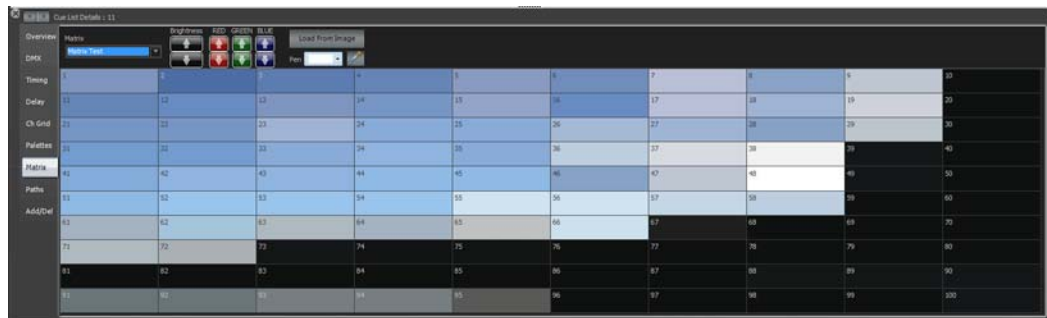 Cue List Details : 11
Overview
DMX
Timing
Delay
Ch Grid
Palettes
Matrix
Paths
Add/Del
Matrix
Matrix Test
Brightness RED GREEN BLUE
Load From Image
Pen
1 2 3 4 5 6 7 8 9 10
11 12 13 14 15 16 17 18 19 20
21 22 23 24 25 26 27 28 29 30
31 32 33 34 35 36 37 38 39 40
41 42 43 44 45 46 47 48 49 50
51 52 53 54 55 56 57 58 59 60
61 62 63 64 65 66 67 68 69 70
71 72 73 74 75 76 77 78 79 80
81 82 83 84 85 86 87 88 89 90
91 92 93 94 95 96 97 98 99 100